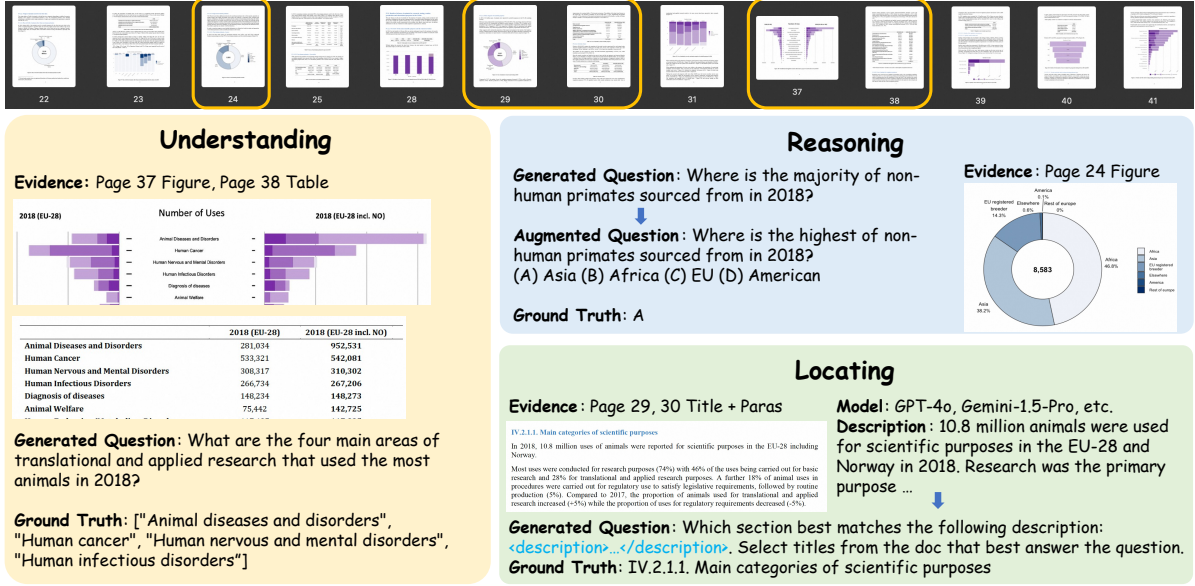 22 23 24 25 28 29 30 31 37 38 39 40 41
Understanding
Evidence: Page 37 Figure, Page 38 Table
2018 (EU-28) Number of Uses 2018 (EU-28 incl. NO)
Animal Diseases and Disorders
Human Cancer
Human Nervous and Mental Disorders
Human Infectious Disorders
Diagnosis of diseases
Animal Welfare
2018 (EU-28) 2018 (EU-28 incl. NO)
Animal Diseases and Disorders 281,034 952,531
Human Cancer 533,321 542,081
Human Nervous and Mental Disorders 308,317 310,302
Human Infectious Disorders 266,734 267,206
Diagnosis of diseases 148,234 148,273
Animal Welfare 75,442 142,725
Generated Question: What are the four main areas of
translational and applied research that used the most
animals in 2018?
Ground Truth: ["Animal diseases and disorders",
"Human cancer", "Human nervous and mental disorders",
"Human infectious disorders"]
Reasoning
Generated Question: Where is the majority of non-
human primates sourced from in 2018?
Augmented Question: Where is the highest of non-
human primates sourced from in 2018?
(A) Asia (B) Africa (C) EU (D) American
Ground Truth: A
Evidence: Page 24 Figure
America
0.1%
EU registered
breeder
14.3%
Elsewhere
0.6%
Rest of europe
0%
Africa
46.8%
8,583
Asia
38.2%
Africa
Asia
EU registered
breeder
Elsewhere
America
Rest of europe
Locating
Evidence: Page 29, 30 Title + Paras
IV.2.1.1. Main categories of scientific purposes
In 2018, 10.8 million uses of animals were reported for scientific purposes in the EU-28 including
Norway.
Most uses were conducted for research purposes (74%) with 46% of the uses being carried out for basic
research and 28% for translational and applied research purposes. A further 18% of animal uses in
procedures were carried out for regulatory use to satisfy legislative requirements, followed by routine
production (5%). Compared to 2017, the proportion of animals used for translational and applied
research increased (+5%) while the proportion of uses for regulatory requirements decreased (-5%).
Model: GPT-4o, Gemini-1.5-Pro, etc.
Description: 10.8 million animals were used
for scientific purposes in the EU-28 and
Norway in 2018. Research was the primary
purpose ...
Generated Question: Which section best matches the following description:
<description>...</description>. Select titles from the doc that best answer the question.
Ground Truth: IV.2.1.1. Main categories of scientific purposes